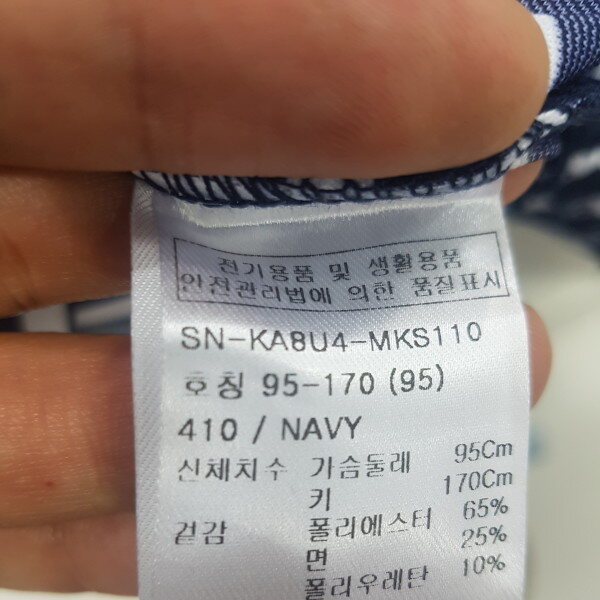 전기용품 및 생활용품
안전관리법에 의한 품질표시
SN-KA8U4-MKS110
호칭 95-170 (95)
410 / NAVY
신체치수 가슴둘레 95Cm
키 170Cm
겉감 폴리에스터 65%
면 25%
폴리우레탄 10%